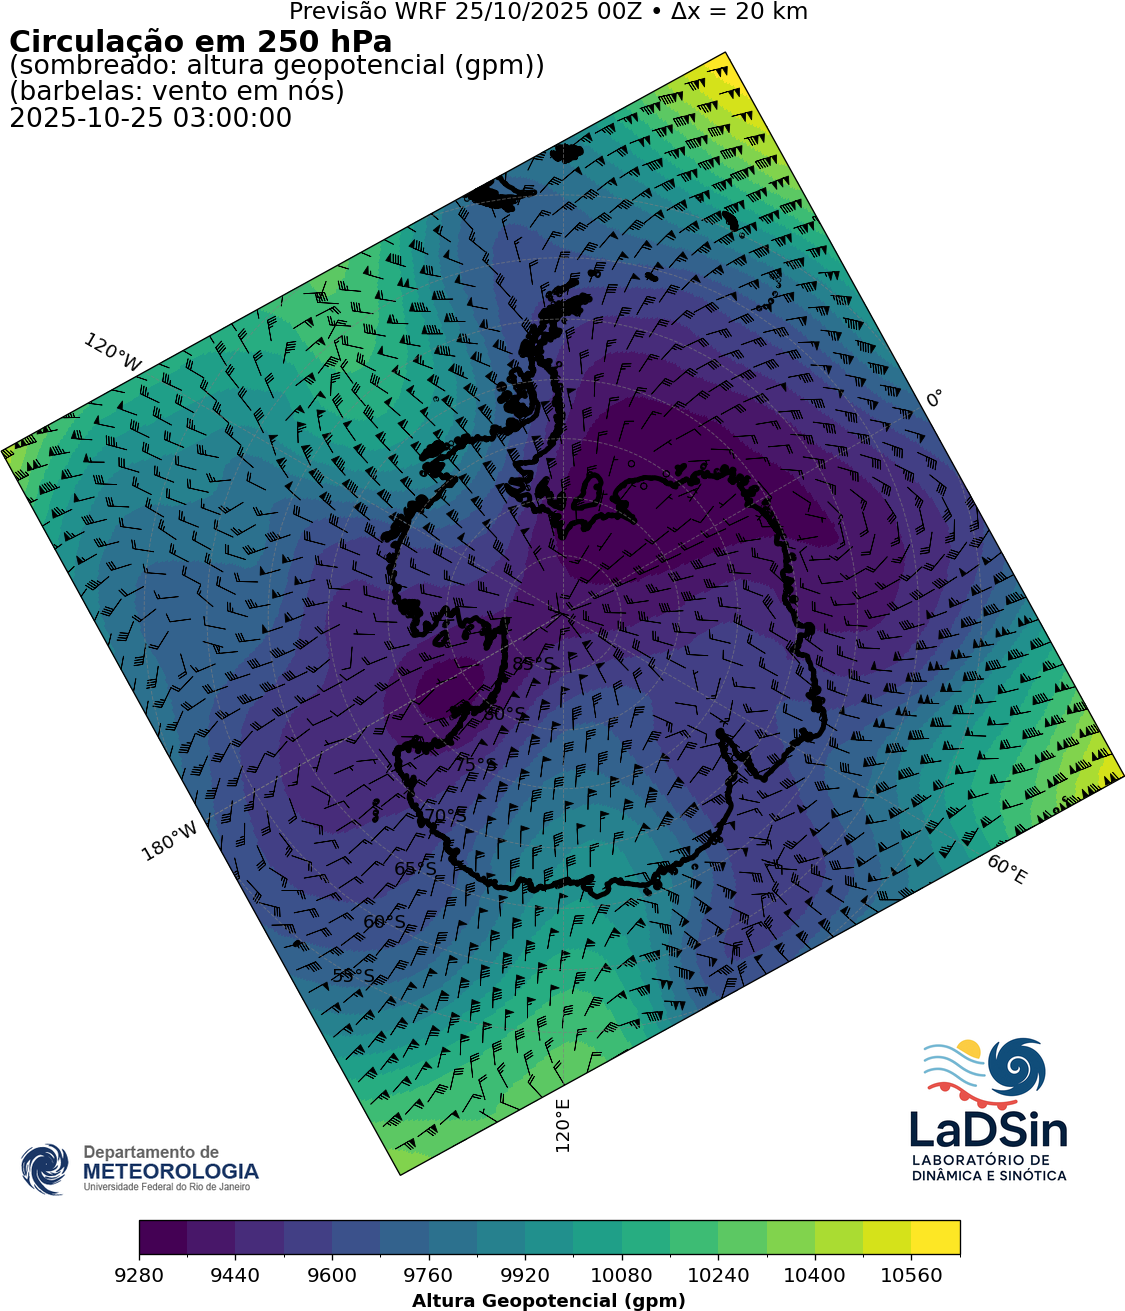 Previsão WRF 25/10/2025 00Z • Δx = 20 km
Circulação em 250 hPa
(sombreado: altura geopotencial (gpm))
(barbelas: vento em nós)
2025-10-25 03:00:00
120°W
0°
85°S
80°S
75°S
70°S
180°W
65°S
60°E
60°S
55°S
120°E
LaDSin
LABORATÓRIO DE
DINÂMICA E SINÓTICA
Departamento de
METEOROLOGIA
Universidade Federal do Rio de Janeiro
9280 9440 9600 9760 9920 10080 10240 10400 10560
Altura Geopotencial (gpm)